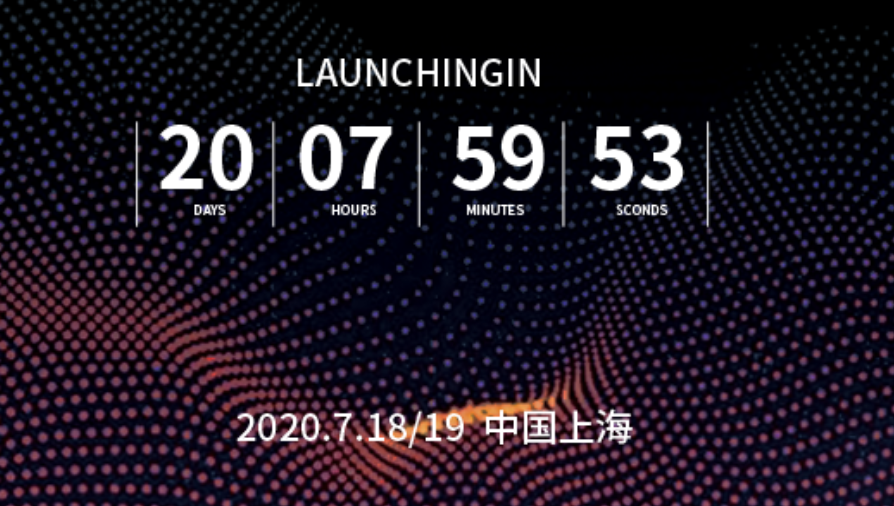 LAUNCHINGIN
20 07 59 53
DAYS HOURS MINUTES SCONDS
2020.7.18/19 中国上海